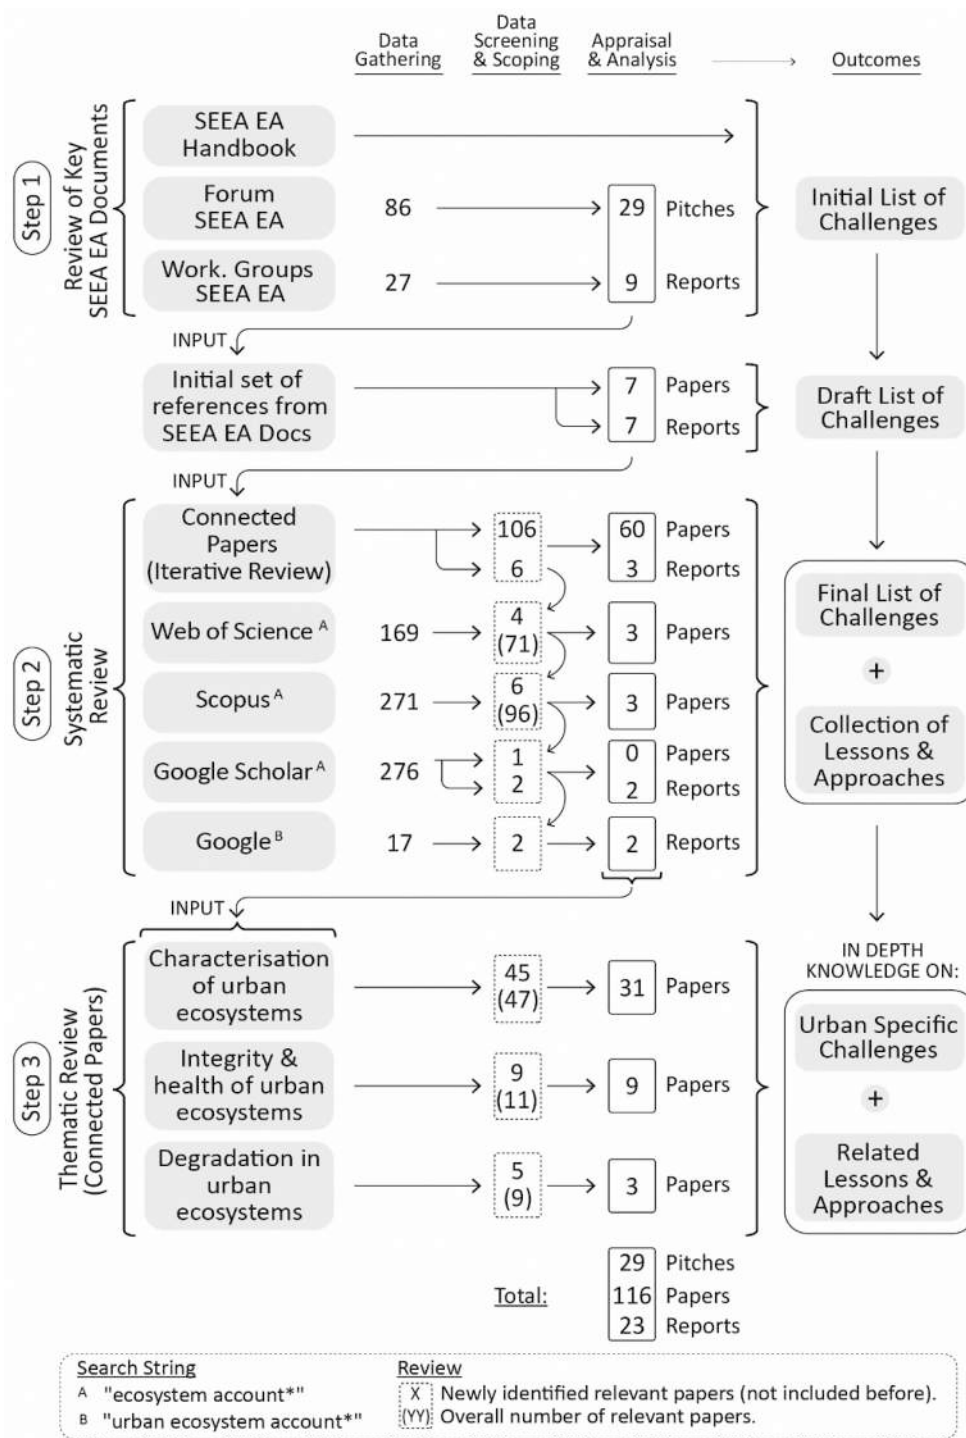 Data
Gathering
Data
Screening
& Scoping
Appraisal
& Analysis
Outcomes
Step 1
Review of Key
SEEA EA Documents
SEEA EA
Handbook
Forum
SEEA EA
86
29
Pitches
Work. Groups
SEEA EA
27
9
Reports
Initial List of
Challenges
INPUT
Initial set of
references from
SEEA EA Docs
7
Papers
7
Reports
Draft List of
Challenges
INPUT
Step 2
Systematic
Review
Connected
Papers
(Iterative Review)
106
60
Papers
6
3
Reports
Web of Science A
169
4
(71)
3
Papers
Scopus A
271
6
(96)
3
Papers
Google Scholar A
276
1
0
Papers
2
2
Reports
Google B
17
2
2
Reports
Final List of
Challenges
+
Collection of
Lessons &
Approaches
INPUT
Step 3
Thematic Review
(Connected Papers)
Characterisation
of urban
ecosystems
45
(47)
31
Papers
Integrity &
health of urban
ecosystems
9
(11)
9
Papers
Degradation in
urban
ecosystems
5
(9)
3
Papers
IN DEPTH
KNOWLEDGE ON:
Urban Specific
Challenges
+
Related
Lessons &
Approaches
Total:
29 Pitches
116 Papers
23 Reports
Search String
A "ecosystem account*"
B "urban ecosystem account*"
Review
X Newly identified relevant papers (not included before).
(YY) Overall number of relevant papers.